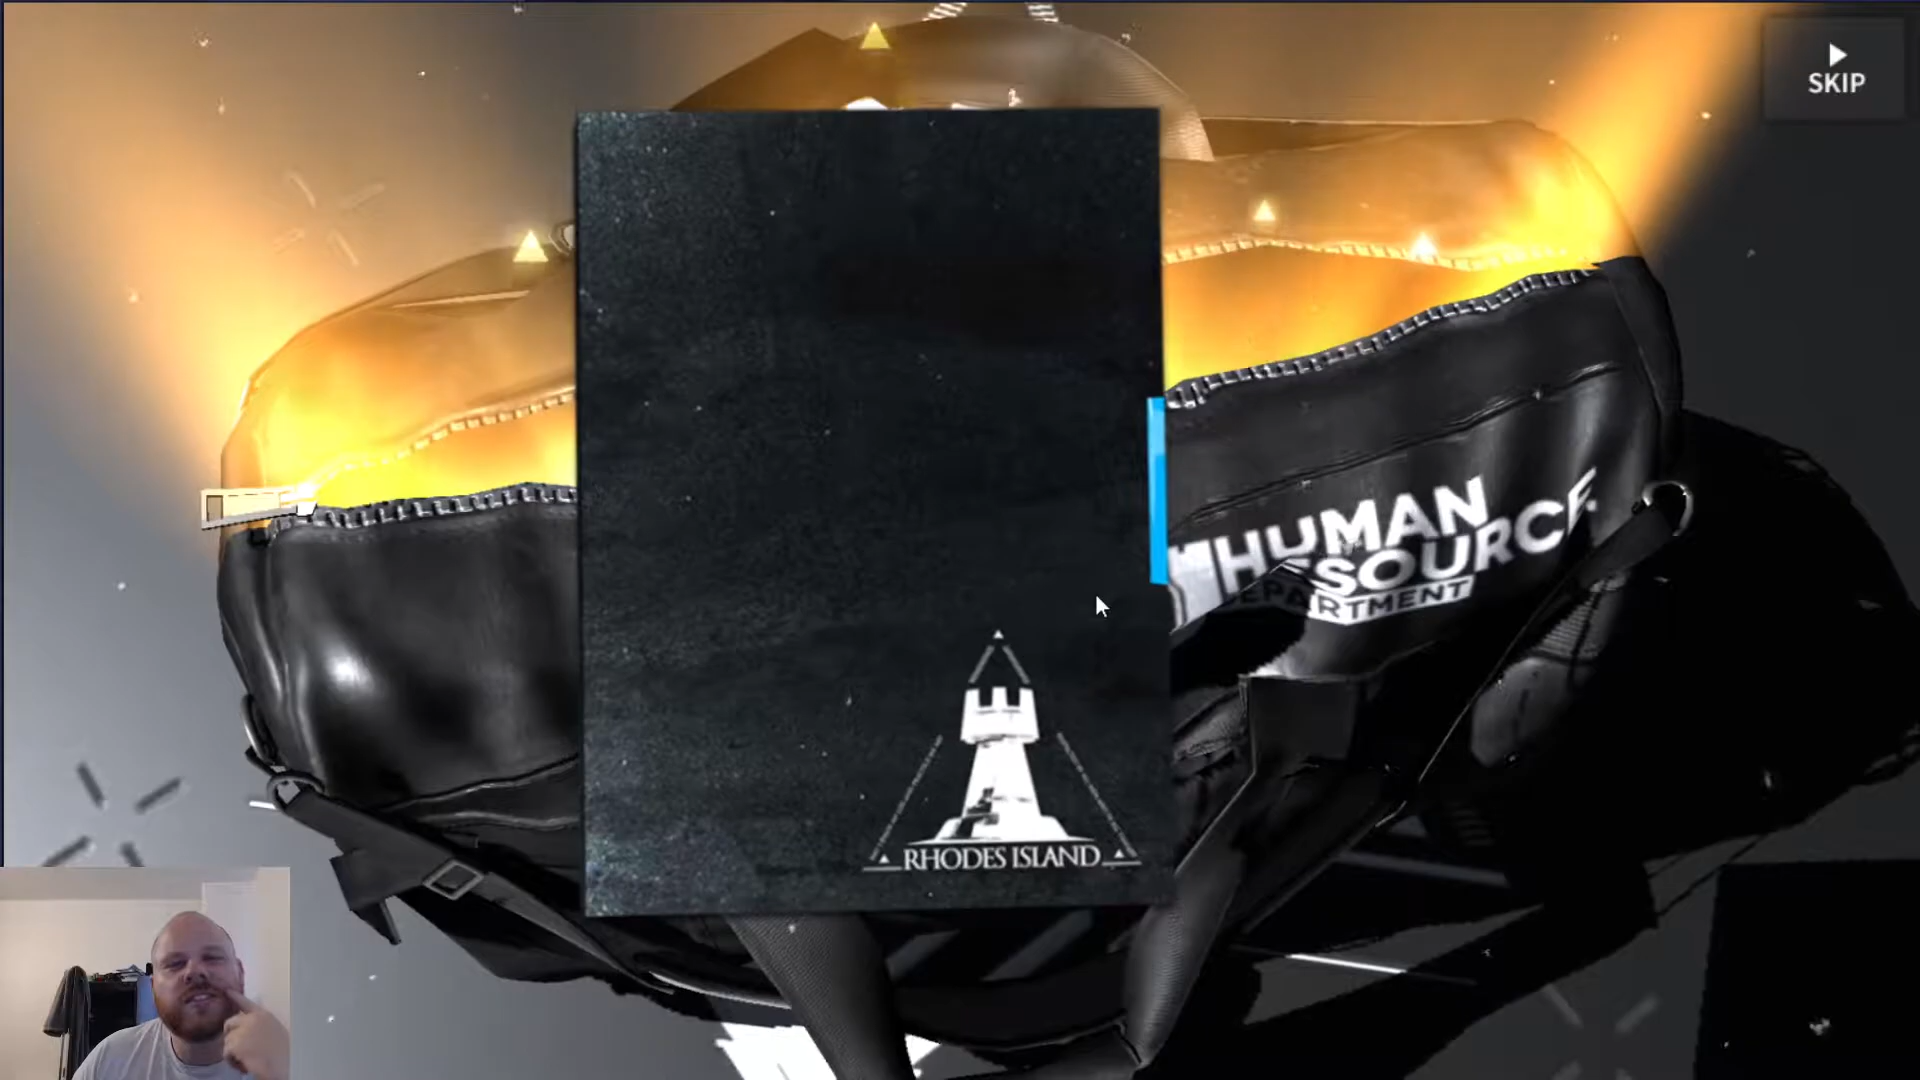 SKIP
HUMAN
RESOURCE
DEPARTMENT
RHODES ISLAND